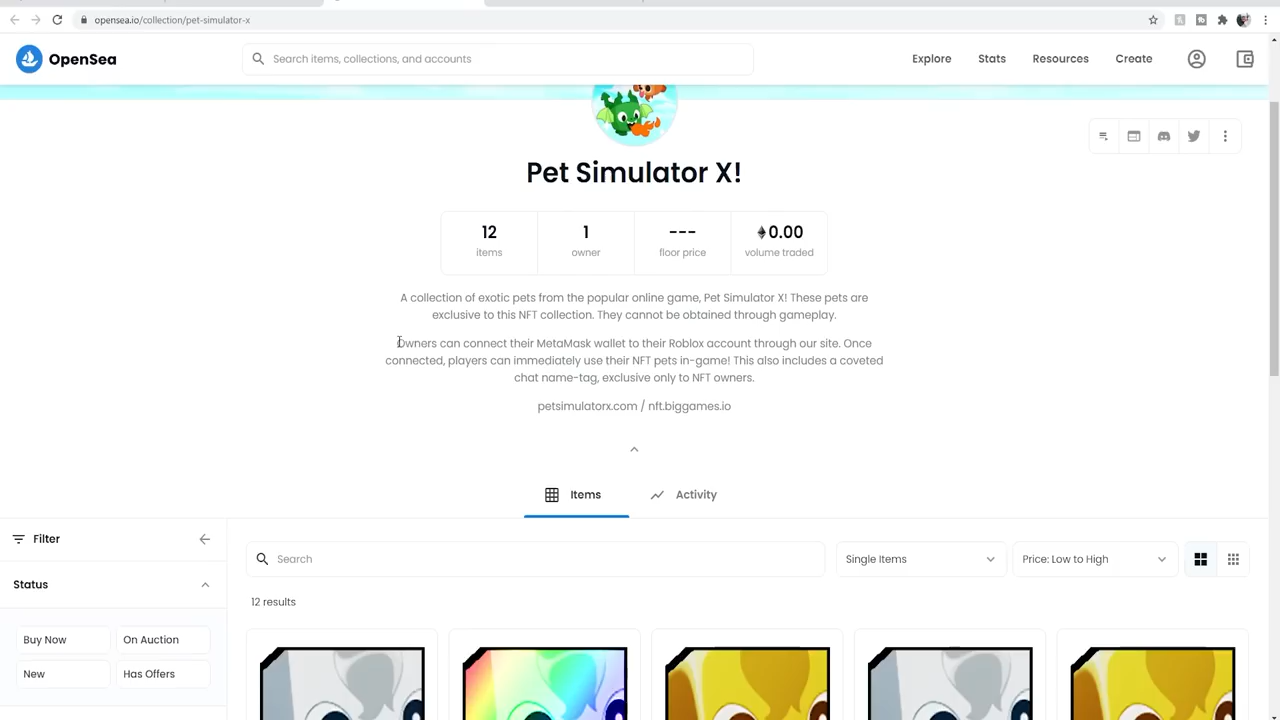 opensea.io/collection/pet-simulator-x
OpenSea
Search items, collections, and accounts
Explore
Stats
Resources
Create
Pet Simulator X!
12
items
1
owner
---
floor price
0.00
volume traded
A collection of exotic pets from the popular online game, Pet Simulator X! These pets are
exclusive to this NFT collection. They cannot be obtained through gameplay.
Owners can connect their MetaMask wallet to their Roblox account through our site. Once
connected, players can immediately use their NFT pets in-game! This also includes a coveted
chat name-tag, exclusive only to NFT owners.
petsimulatorx.com / nft.biggames.io
Items
Activity
Filter
Search
Single Items
Price: Low to High
Status
12 results
Buy Now
On Auction
New
Has Offers